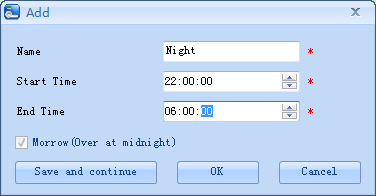 Add
Name Night *
Start Time 22:00:00 *
End Time 06:00:00 *
Morrow(Over at midnight)
Save and continue OK Cancel